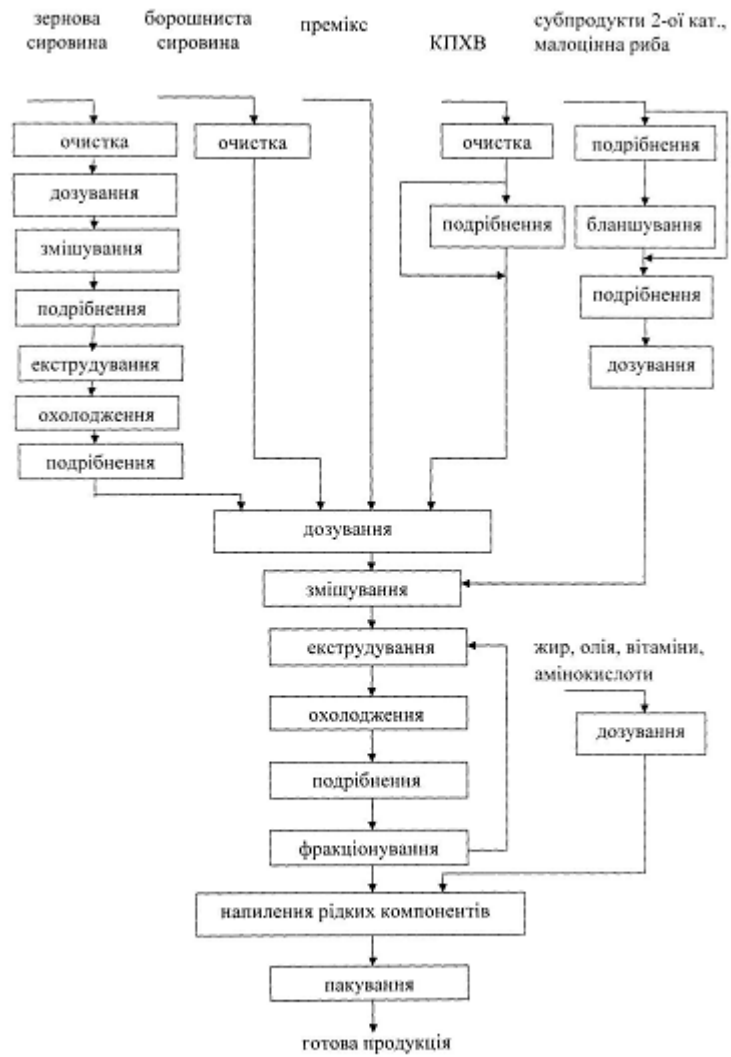 зернова
сировина
борошниста
сировина
премікс
КПХВ
субпродукти 2-ої кат.,
малоцінна риба
очистка
дозування
змішування
подрібнення
екструдування
охолодження
подрібнення
очистка
очистка
подрібнення
подрібнення
бланшування
подрібнення
дозування
дозування
змішування
екструдування
охолодження
подрібнення
фракціонування
жир, олія, вітаміни,
амінокислоти
дозування
напилення рідких компонентів
пакування
готова продукція